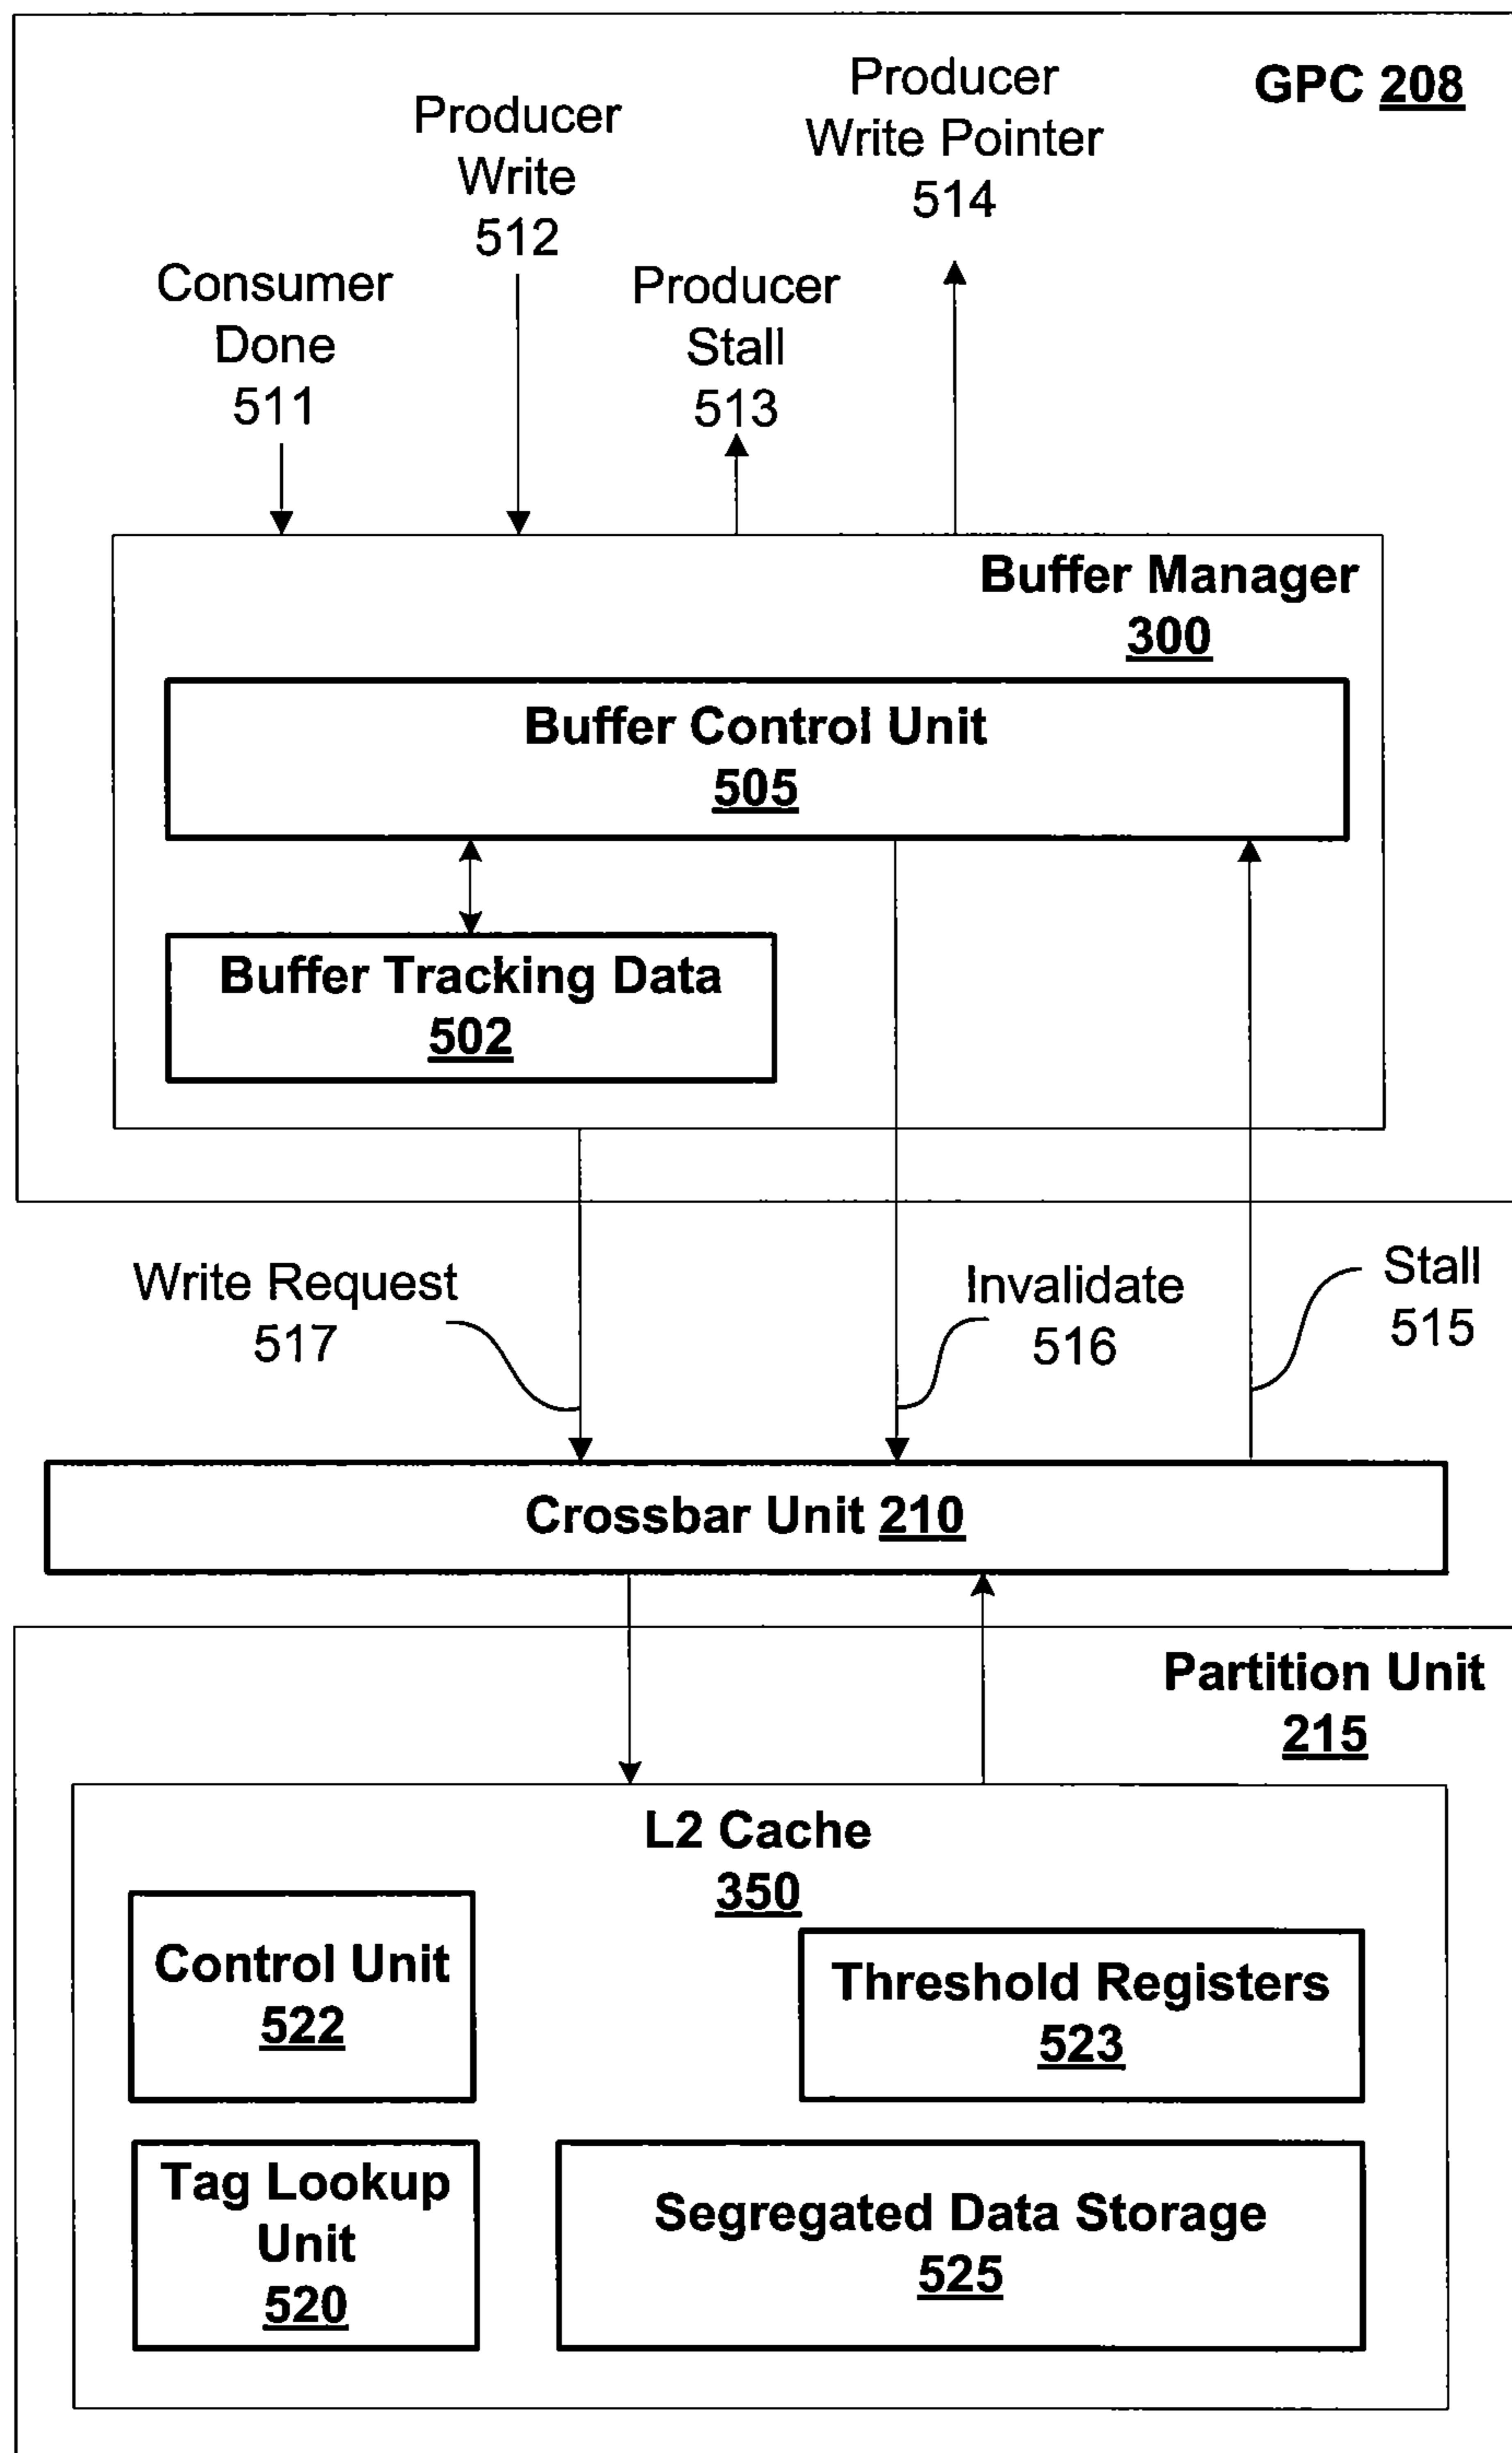 GPC 208
Producer
Write Pointer
514
Producer
Write
512
Consumer
Done
511
Producer
Stall
513
Buffer Manager
300
Buffer Control Unit
505
Buffer Tracking Data
502
Write Request
517
Invalidate
516
Stall
515
Crossbar Unit 210
Partition Unit
215
L2 Cache
350
Control Unit
522
Threshold Registers
523
Tag Lookup
Unit
520
Segregated Data Storage
525